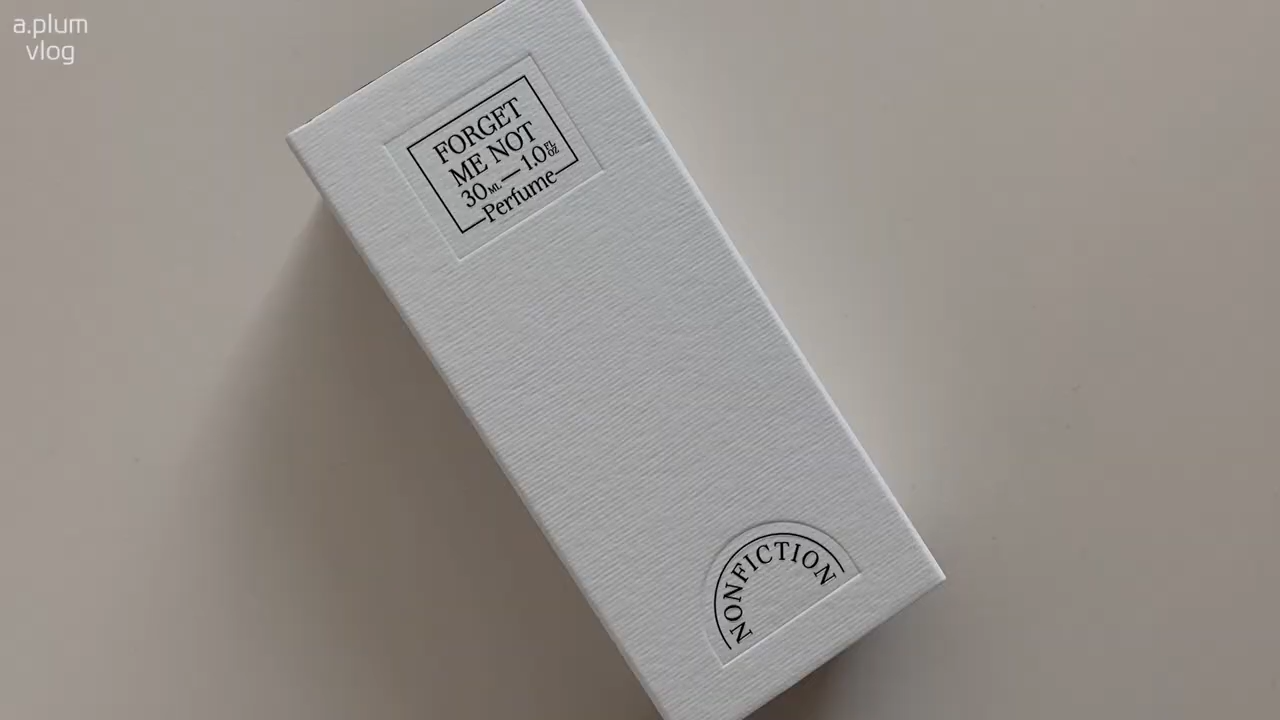 a.plum
vlog
FORGET
ME NOT
30ML—1.0FL OZ
Perfume
NONFICTION